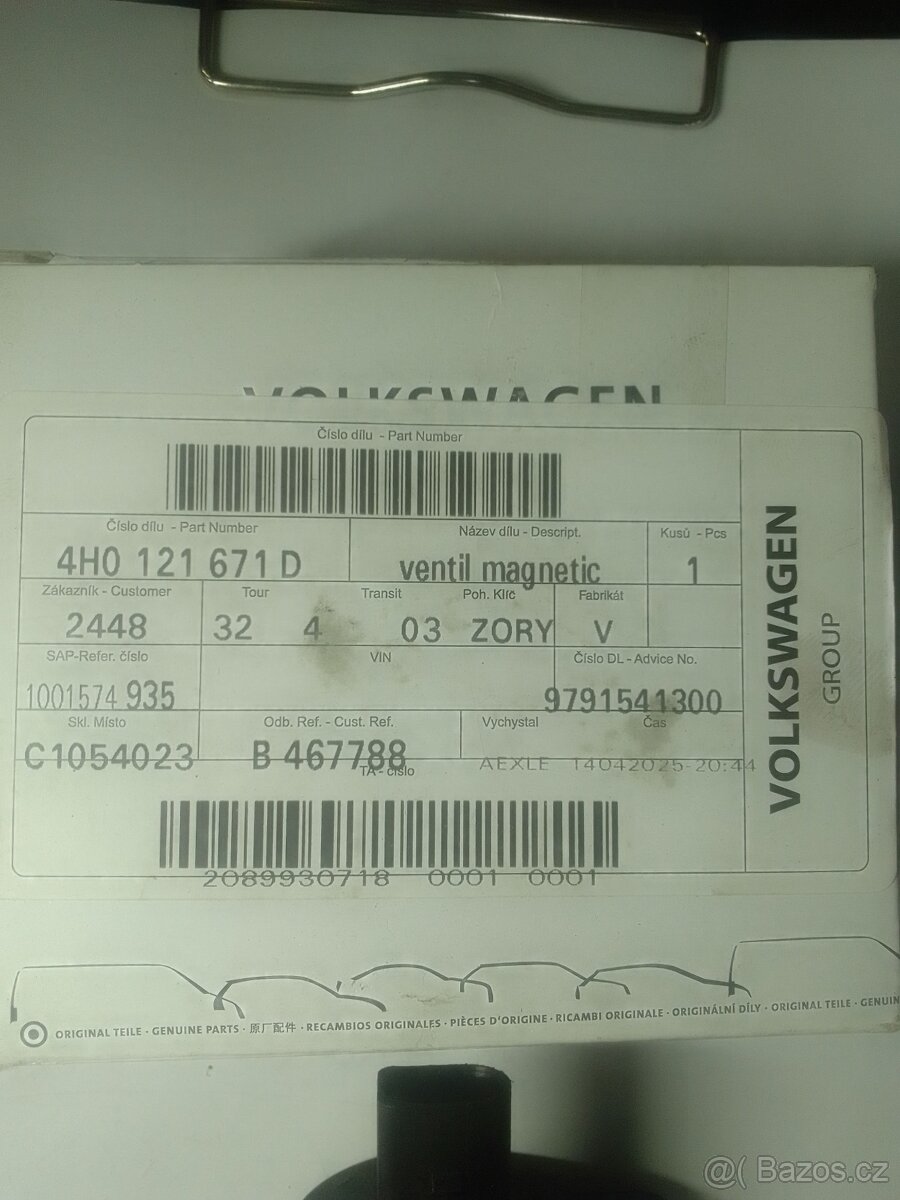 VOLKSWAGEN
Číslo dílu - Part Number
Číslo dílu - Part Number
Název dílu - Descript.
Kusů - Pcs
4H0 121 671 D
ventil magnetic
1
Zákazník - Customer
Tour
Transit
Poh. Klíč
Fabrikát
2448
32 4
03 ZORY
V
SAP-Refer. číslo
VIN
Číslo DL - Advice No.
1001574 935
9791541300
Skl. Místo
Odb. Ref. - Cust. Ref.
Vychystal
Čas
C1054023
B 467788
AEXLE 14042025-20:44
TA - číslo
2089930718 0001 0001
VOLKSWAGEN
GROUP
ORIGINAL TEILE · GENUINE PARTS · 原厂配件 · RECAMBIOS ORIGINALES · PIÈCES D'ORIGINE · RICAMBI ORIGINALE · ORIGINÁLNÍ DÍLY · ORIGINAL TEILE · GENUIN
@( Bazos.cz